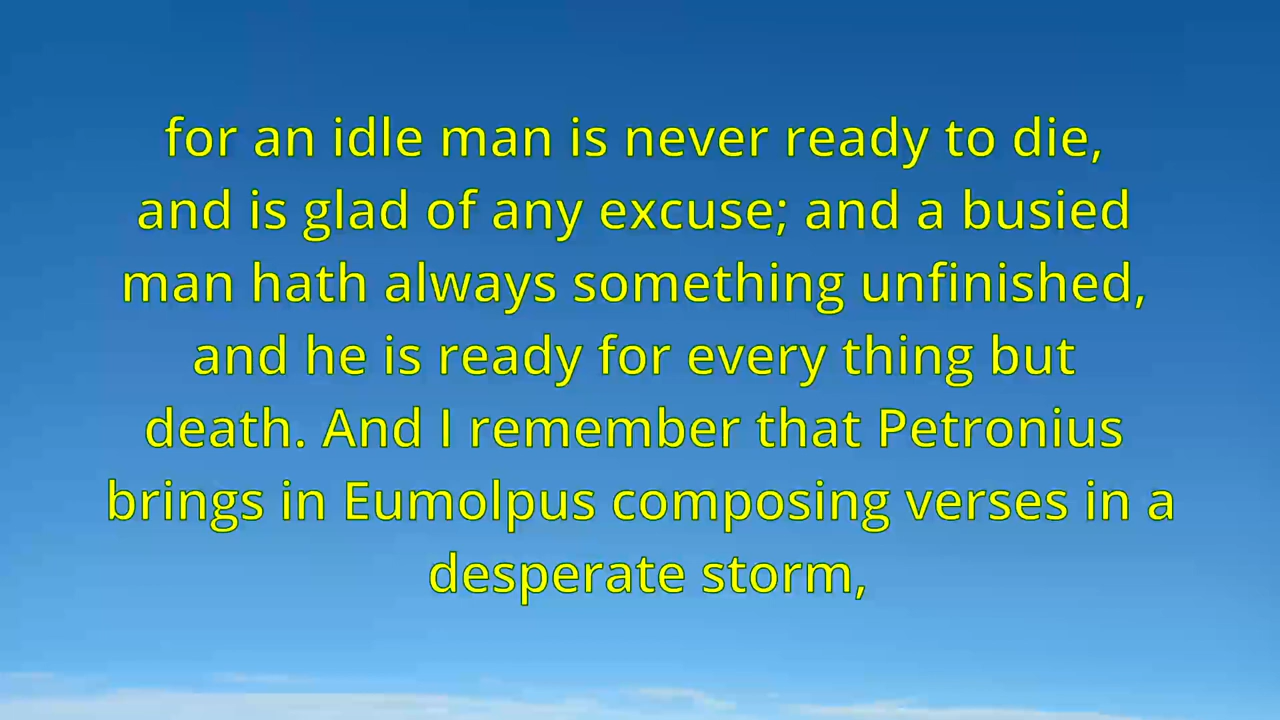 for an idle man is never ready to die,
and is glad of any excuse; and a busied
man hath always something unfinished,
and he is ready for every thing but
death. And I remember that Petronius
brings in Eumolpus composing verses in a
desperate storm,